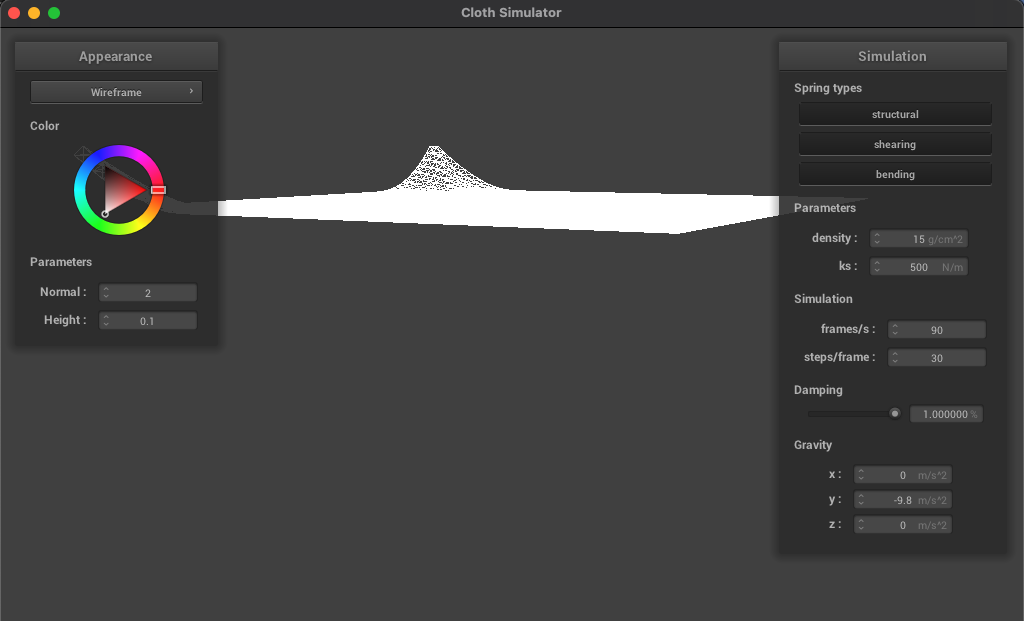 Cloth Simulator
Appearance
Wireframe
Color
Parameters
Normal : 2
Height : 0.1
Simulation
Spring types
structural
shearing
bending
Parameters
density : 15 g/cm^2
ks : 500 N/m
Simulation
frames/s : 90
steps/frame : 30
Damping
1.000000 %
Gravity
x : 0 m/s^2
y : -9.8 m/s^2
z : 0 m/s^2